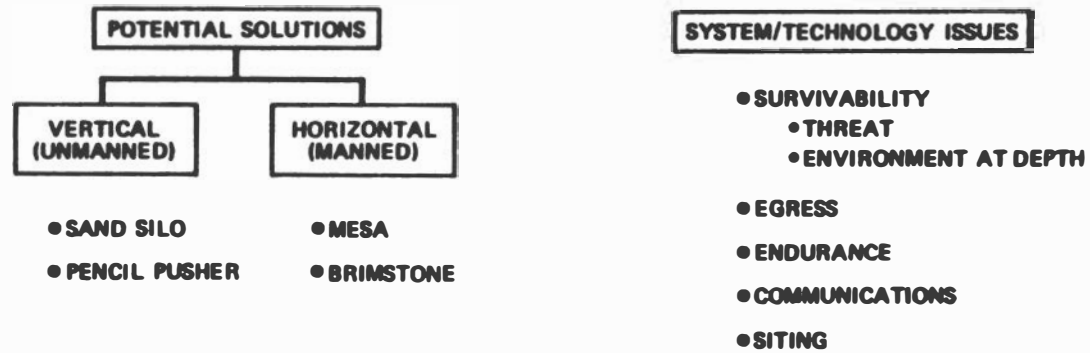 POTENTIAL SOLUTIONS
VERTICAL
(UNMANNED)
HORIZONTAL
(MANNED)
● SAND SILO
● PENCIL PUSHER
● MESA
● BRIMSTONE
SYSTEM/TECHNOLOGY ISSUES
● SURVIVABILITY
● THREAT
● ENVIRONMENT AT DEPTH
● EGRESS
● ENDURANCE
● COMMUNICATIONS
● SITING